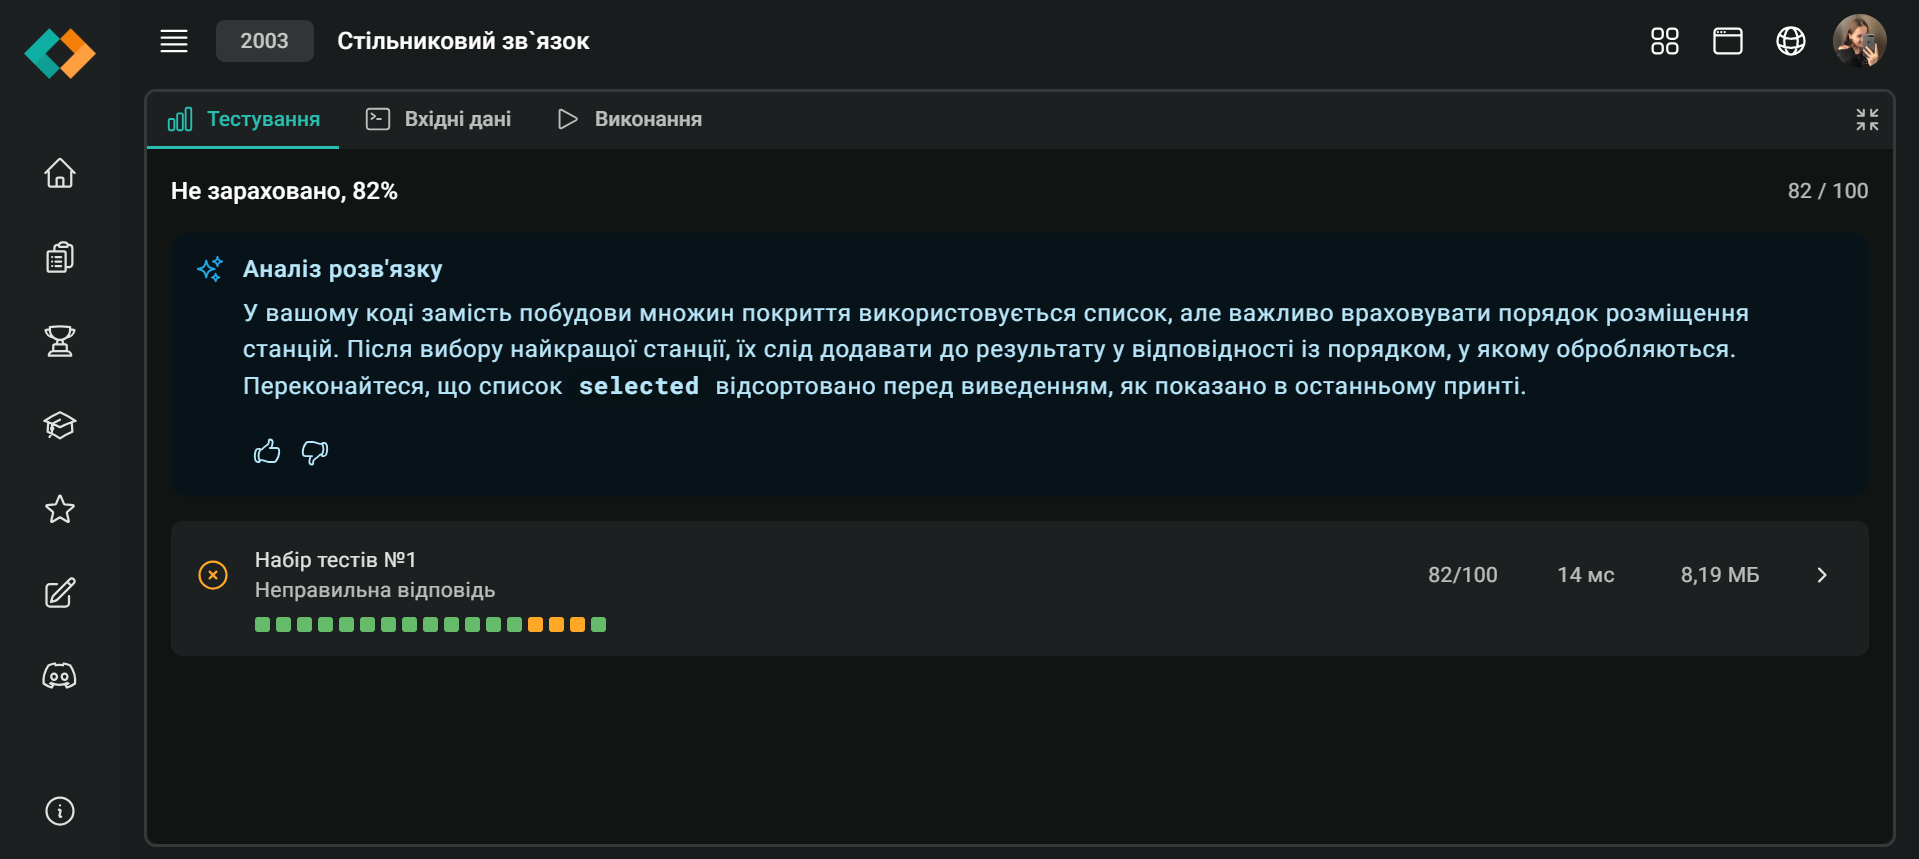 2003 Стільниковий зв`язок
Тестування Вхідні дані Виконання
Не зараховано, 82% 82 / 100
Аналіз розв'язку
У вашому коді замість побудови множин покриття використовується список, але важливо враховувати порядок розміщення
станцій. Після вибору найкращої станції, їх слід додавати до результату у відповідності із порядком, у якому обробляються.
Переконайтеся, що список selected відсортовано перед виведенням, як показано в останньому принті.
Набір тестів №1
Неправильна відповідь
82/100 14 мс 8,19 МБ